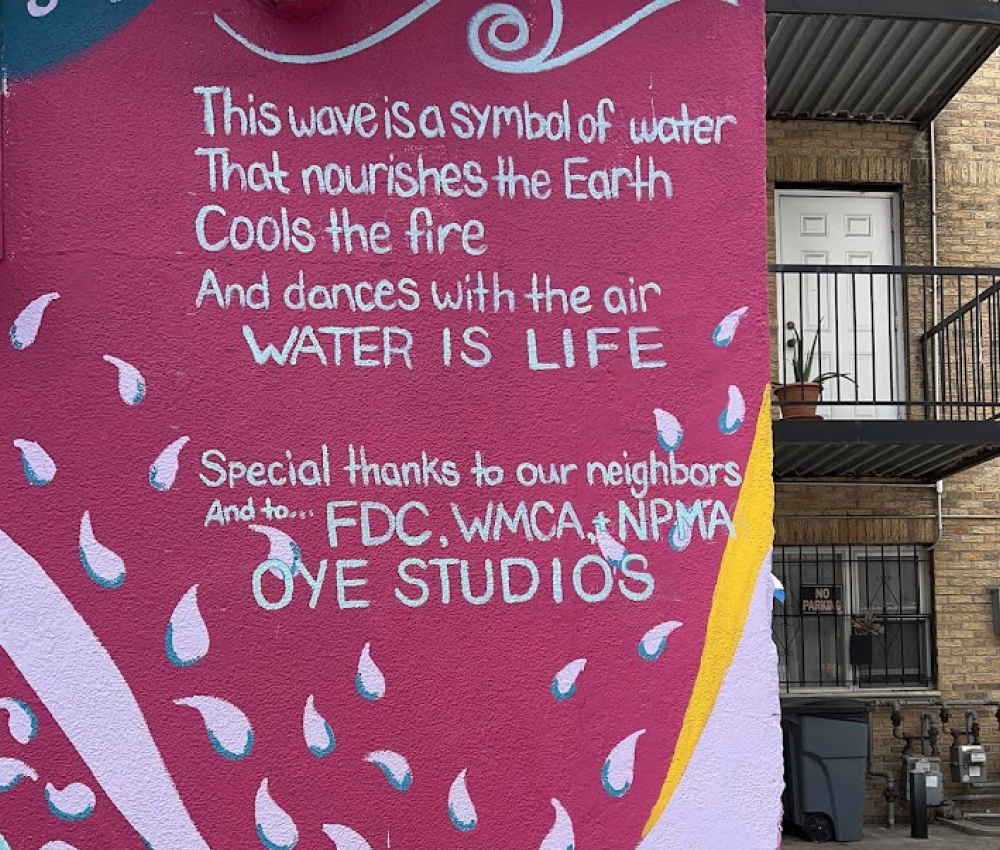 This wave is a symbol of water
That nourishes the Earth
Cools the fire
And dances with the air
WATER IS LIFE
Special thanks to our neighbors
And to... FDC, WMCA, + NPMA
OYE STUDIOS
NO
PARKING